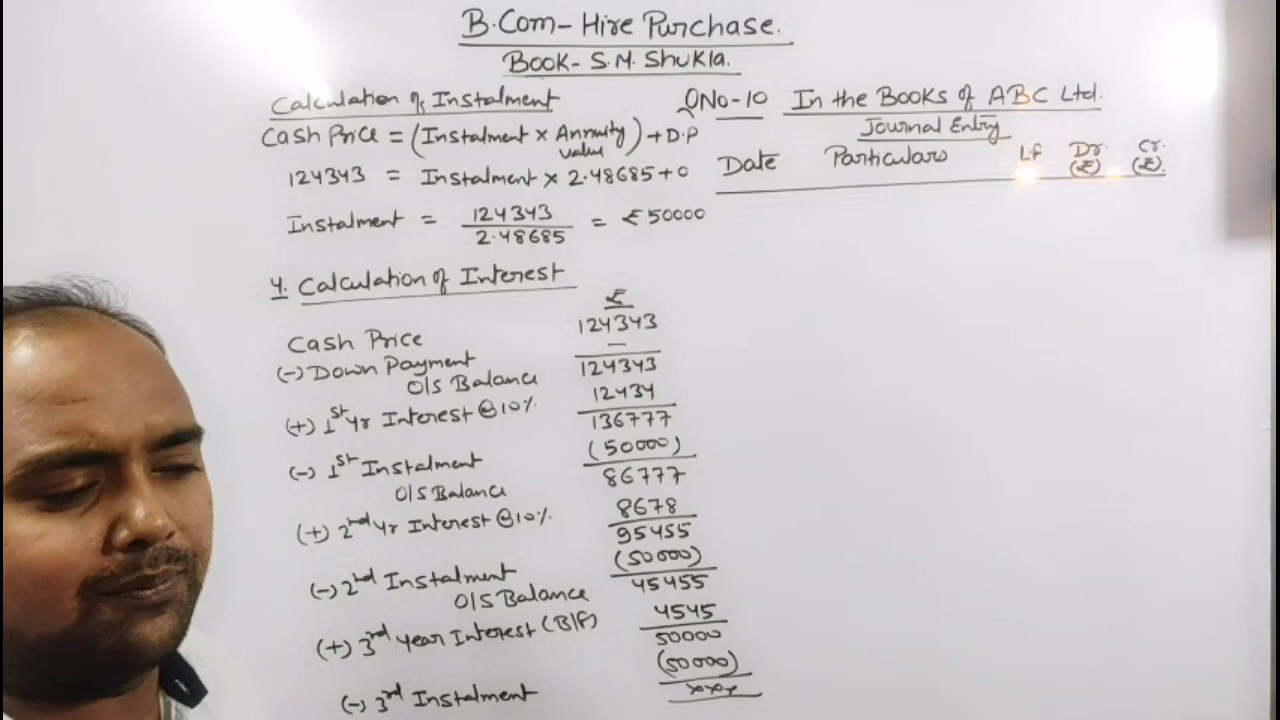 B.Com- Hire Purchase.
Book- S.M. Shukla.
Calculation of Instalment
Cash Price = (Instalment x Annuity value) + D.P
124343 = Instalment x 2.48685 + 0
Instalment = 124343 / 2.48685 = ₹50000
4. Calculation of Interest
₹
Cash Price 124343
(-) Down Payment —
O/S Balance 124343
(+) 1st Yr Interest @ 10% 12434
136777
(-) 1st Instalment (50000)
O/S Balance 86777
(+) 2nd Yr Interest @ 10% 8678
95455
(-) 2nd Instalment (50000)
O/S Balance 45455
(+) 3rd Year Interest (B/F) 4545
50000
(-) 3rd Instalment (50000)
xxx
QNo-10 In the Books of ABC Ltd.
Journal Entry
Date Particulars Lf Dr. (₹) Cr. (₹)